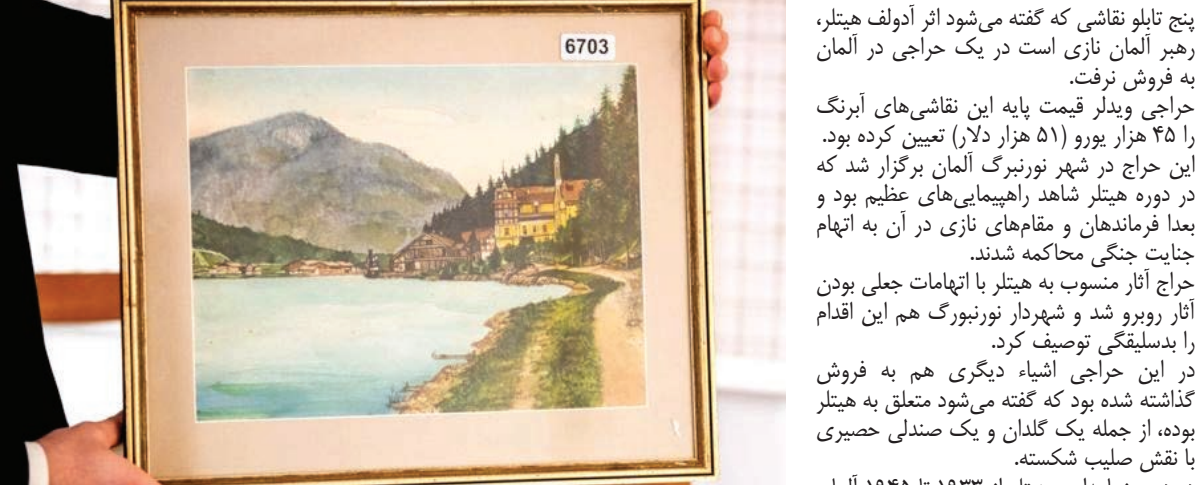 6703
پنج تابلو نقاشی که گفته می‌شود اثر آدولف هیتلر،
رهبر آلمان نازی است در یک حراجی در آلمان
به فروش نرفت.
حراجی ویدلر قیمت پایه این نقاشی‌های آبرنگ
را ۴۵ هزار یورو (۵۱ هزار دلار) تعیین کرده بود.
این حراج در شهر نورنبرگ آلمان برگزار شد که
در دوره هیتلر شاهد راهپیمایی‌های عظیم بود و
بعدا فرماندهان و مقام‌های نازی در آن به اتهام
جنایت جنگی محاکمه شدند.
حراج آثار منسوب به هیتلر با اتهامات جعلی بودن
آثار روبرو شد و شهردار نورنبورگ هم این اقدام
را بدسلیقگی توصیف کرد.
در این حراجی اشیاء دیگری هم به فروش
گذاشته شده بود که گفته می‌شود متعلق به هیتلر
بوده، از جمله یک گلدان و یک صندلی حصیری
با نقش صلیب شکسته.